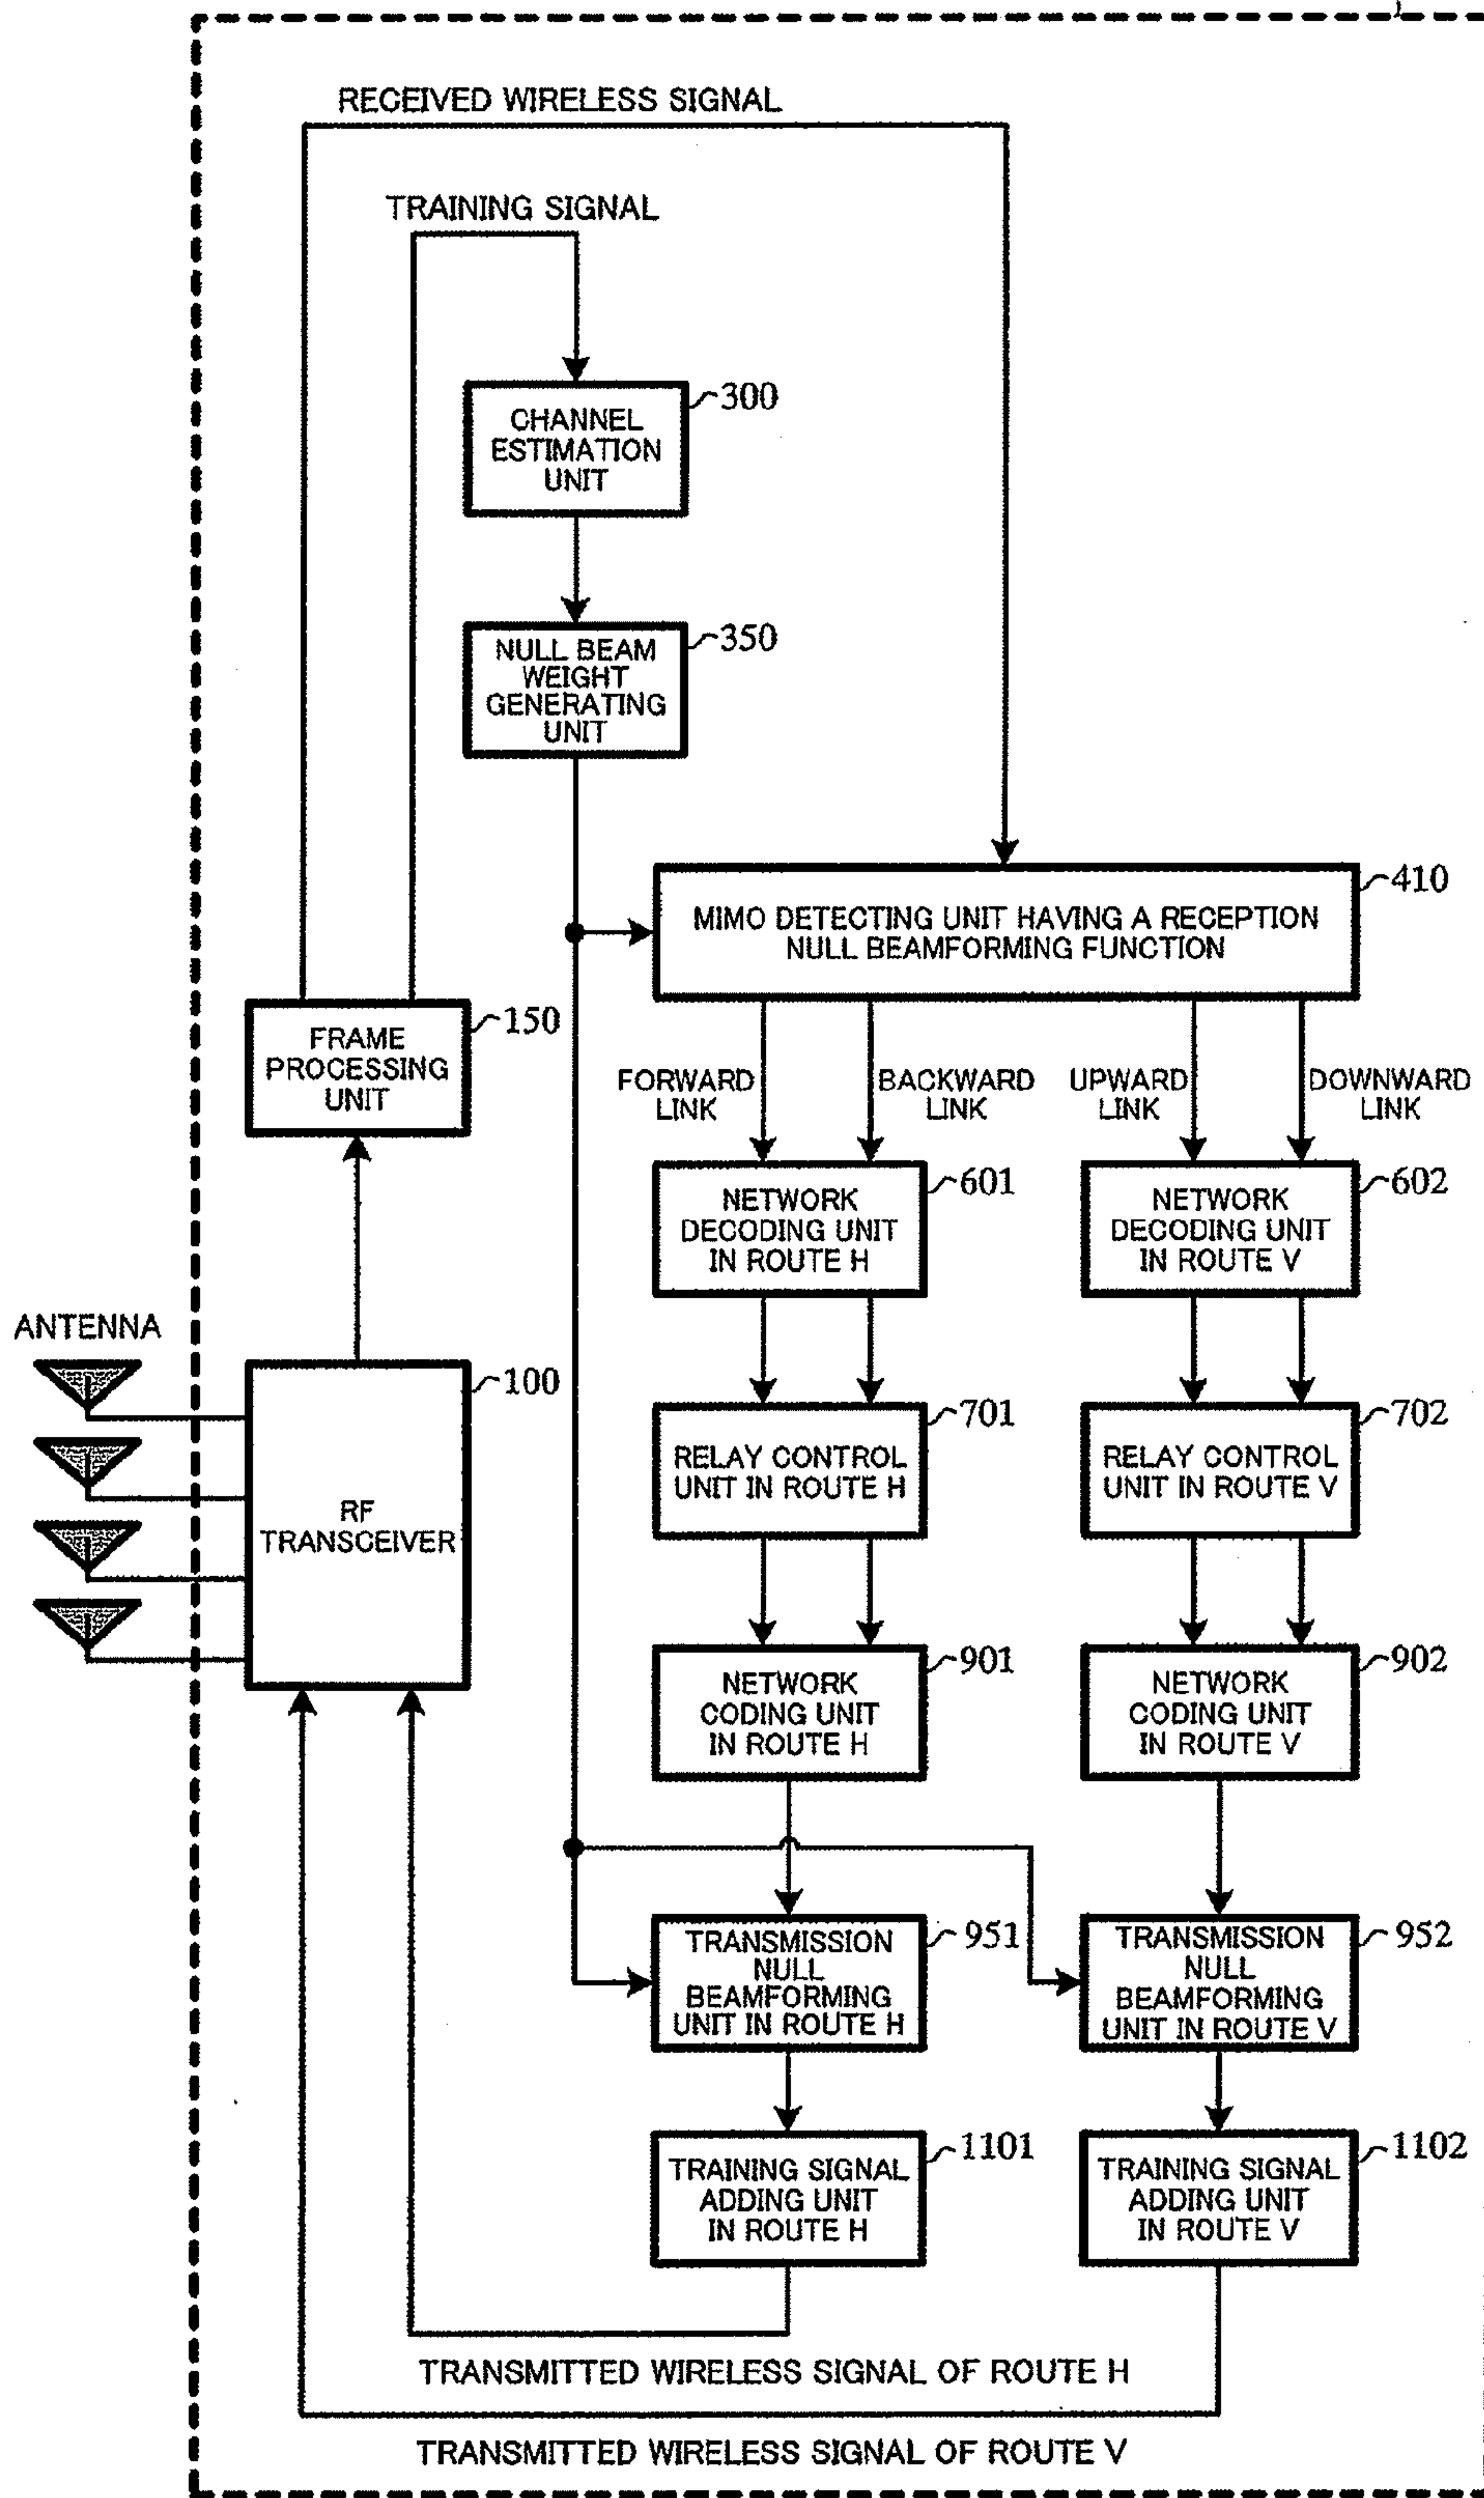 RECEIVED WIRELESS SIGNAL
TRAINING SIGNAL
300
CHANNEL
ESTIMATION
UNIT
350
NULL BEAM
WEIGHT
GENERATING
UNIT
410
MIMO DETECTING UNIT HAVING A RECEPTION
NULL BEAMFORMING FUNCTION
150
FRAME
PROCESSING
UNIT
FORWARD
LINK
BACKWARD
LINK
UPWARD
LINK
DOWNWARD
LINK
601
NETWORK
DECODING UNIT
IN ROUTE H
602
NETWORK
DECODING UNIT
IN ROUTE V
ANTENNA
100
RF
TRANSCEIVER
701
RELAY CONTROL
UNIT IN ROUTE H
702
RELAY CONTROL
UNIT IN ROUTE V
901
NETWORK
CODING UNIT
IN ROUTE H
902
NETWORK
CODING UNIT
IN ROUTE V
951
TRANSMISSION
NULL
BEAMFORMING
UNIT IN ROUTE H
952
TRANSMISSION
NULL
BEAMFORMING
UNIT IN ROUTE V
1101
TRAINING SIGNAL
ADDING UNIT
IN ROUTE H
1102
TRAINING SIGNAL
ADDING UNIT
IN ROUTE V
TRANSMITTED WIRELESS SIGNAL OF ROUTE H
TRANSMITTED WIRELESS SIGNAL OF ROUTE V